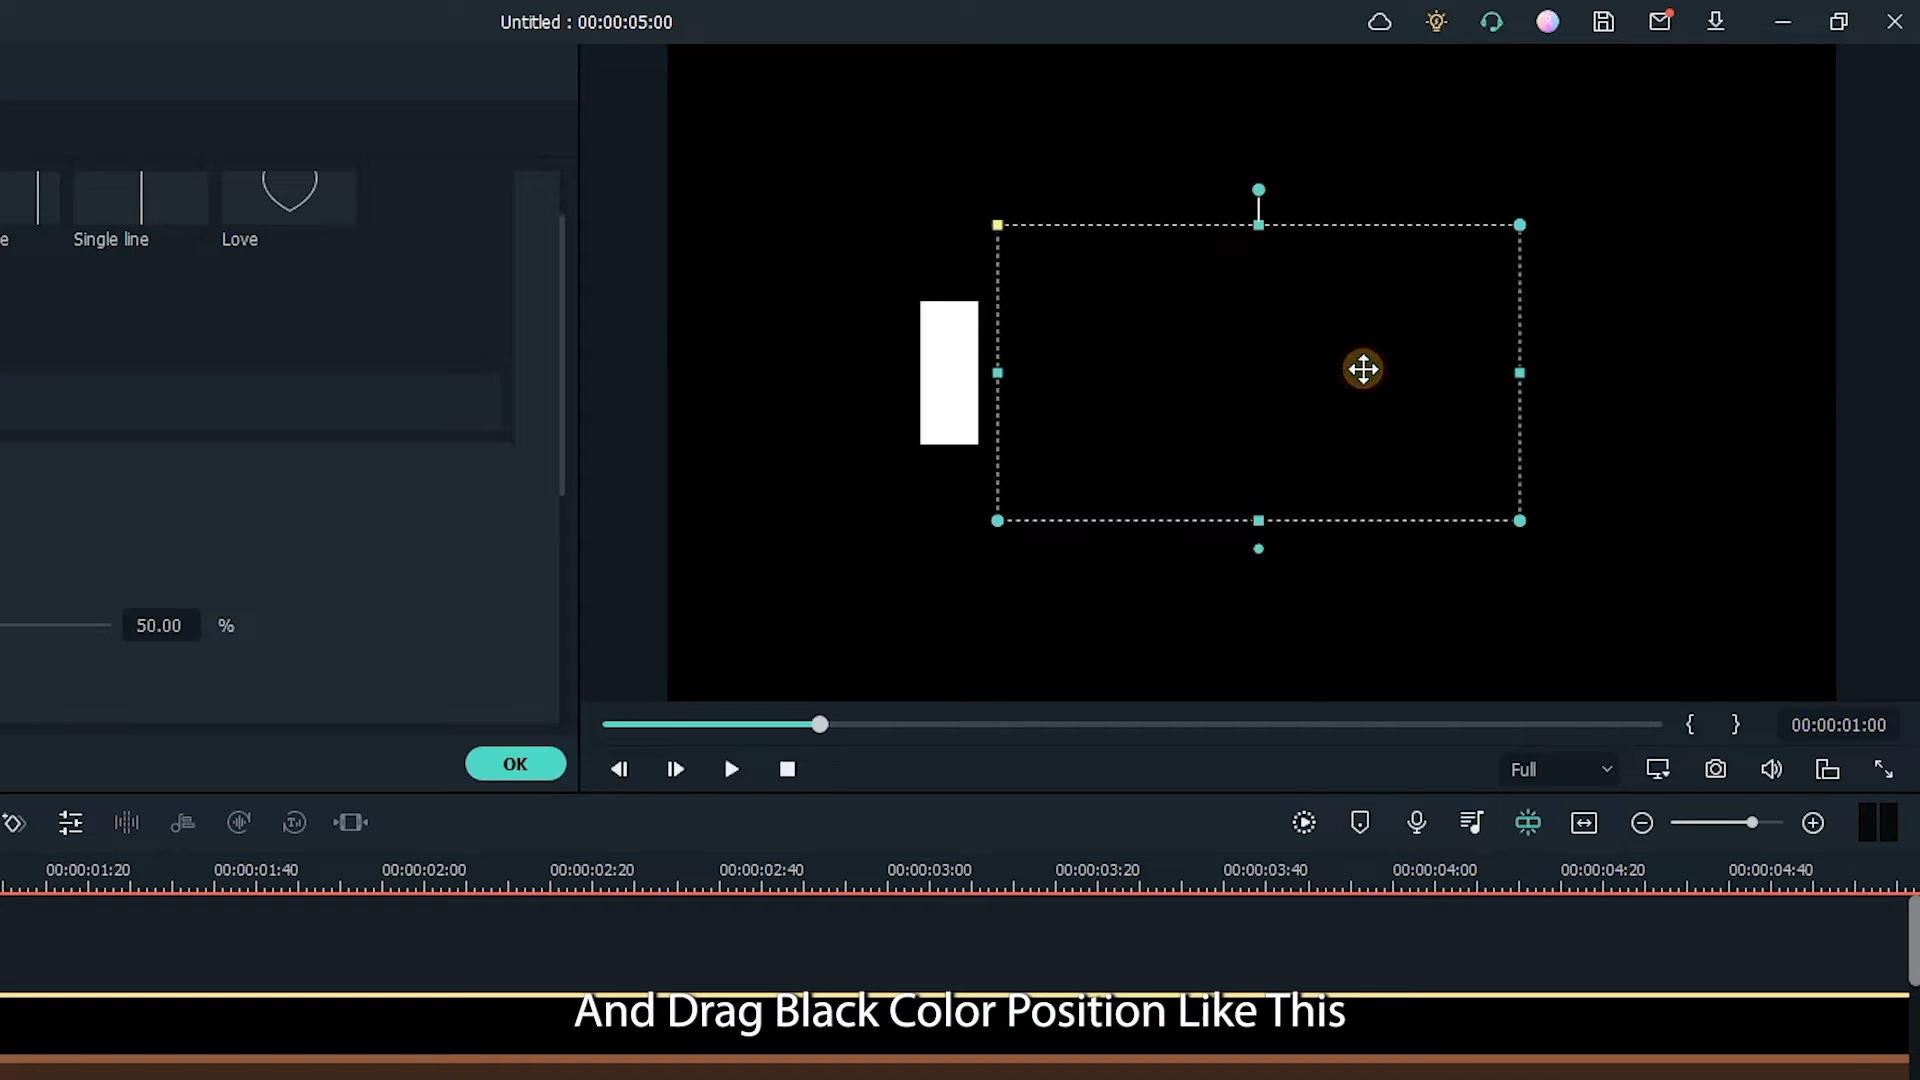 Untitled : 00:00:05:00
e
Single line
Love
50.00
%
OK
{ }
00:00:01:00
Full
00:00:01:20 00:00:01:40 00:00:02:00 00:00:02:20 00:00:02:40 00:00:03:00 00:00:03:20 00:00:03:40 00:00:04:00 00:00:04:20 00:00:04:40
And Drag Black Color Position Like This